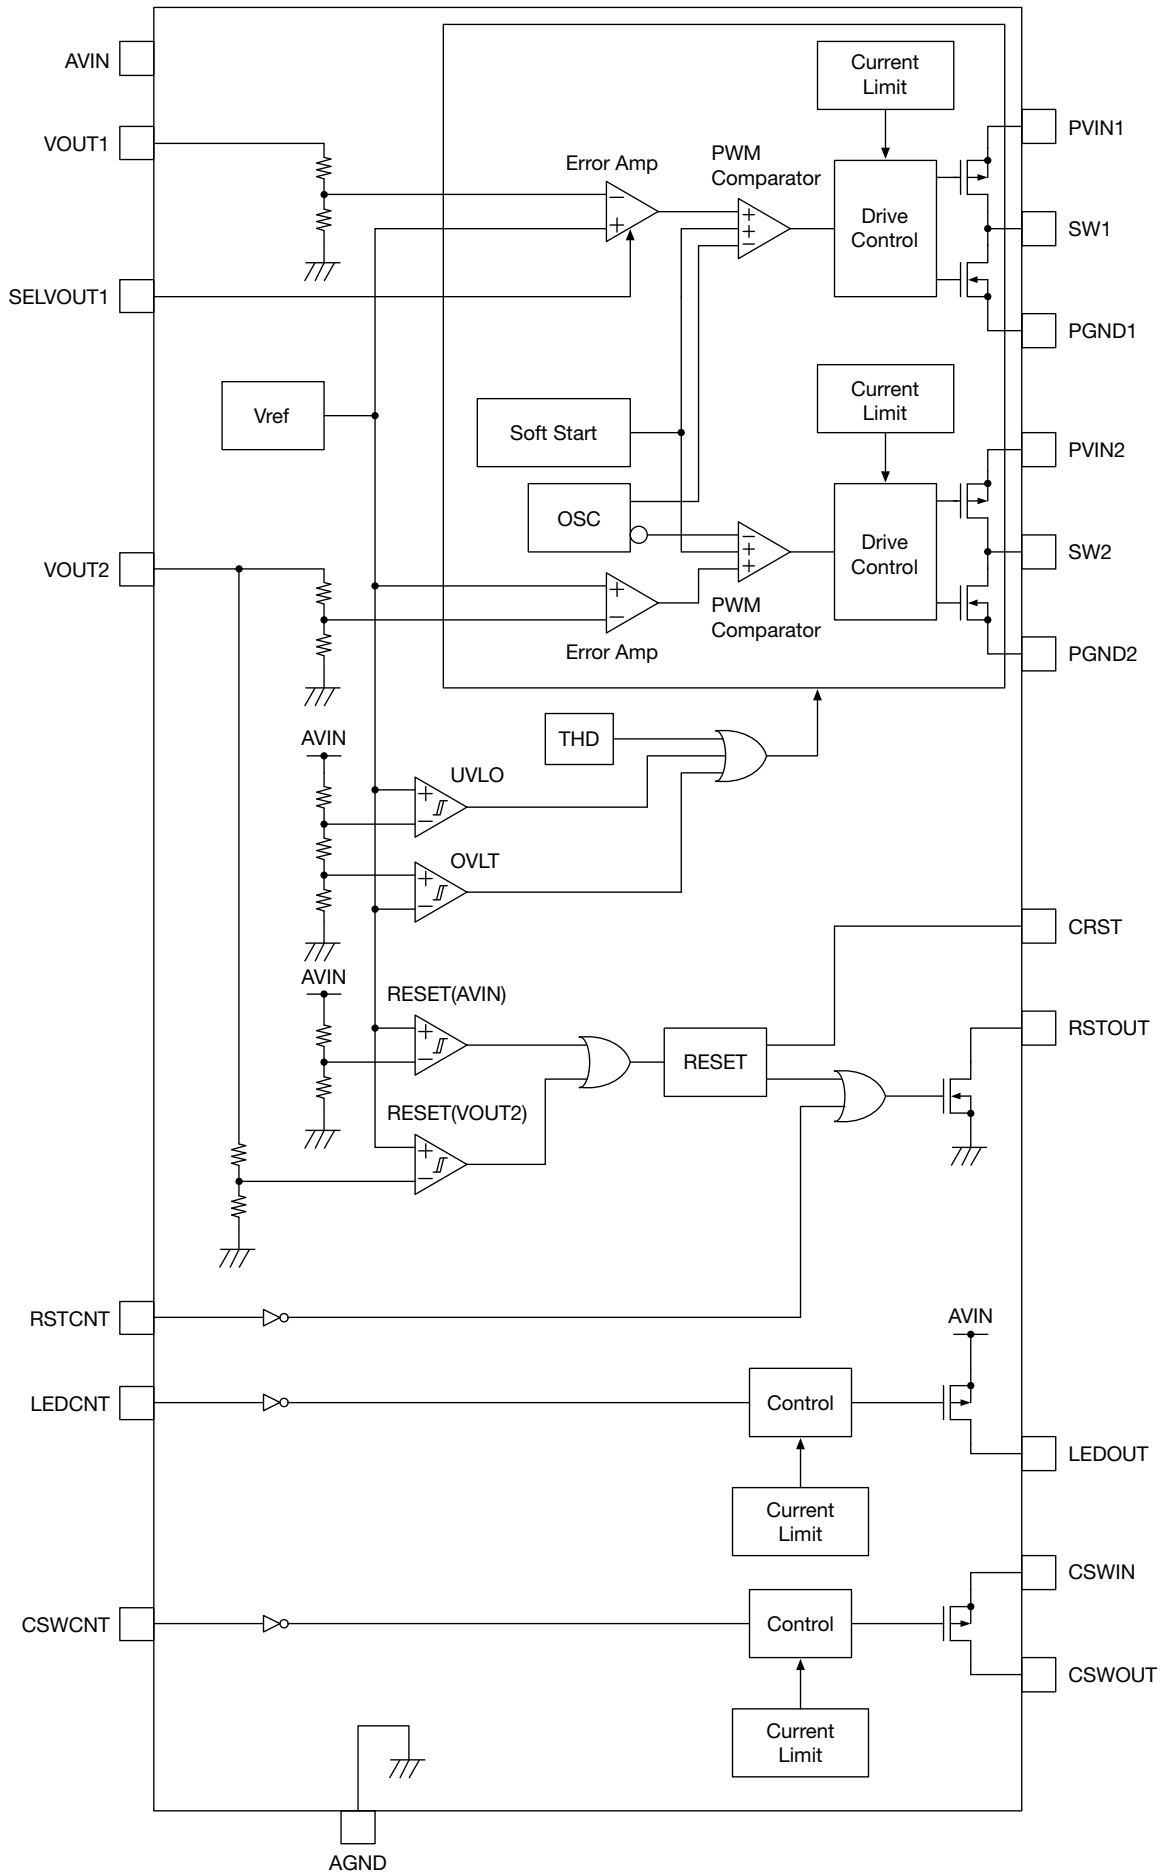 AVIN
Current
Limit
PVIN1
VOUT1
Error Amp
PWM
Comparator
−
+
+
+
−
Drive
Control
SW1
SELVOUT1
PGND1
Vref
Soft Start
Current
Limit
PVIN2
OSC
−
+
+
Drive
Control
SW2
VOUT2
+
−
Error Amp
PWM
Comparator
PGND2
THD
AVIN
UVLO
+
−
OVLT
+
−
CRST
AVIN
RESET(AVIN)
+
−
RESET
RSTOUT
RESET(VOUT2)
+
−
RSTCNT
AVIN
LEDCNT
Control
LEDOUT
Current
Limit
CSWIN
CSWCNT
Control
CSWOUT
Current
Limit
AGND